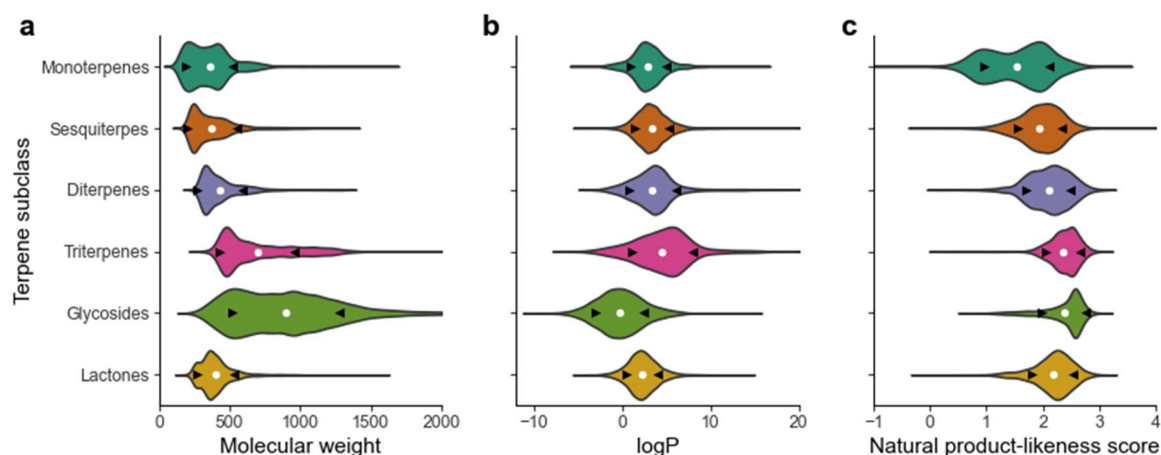 a
b
c
Terpene subclass
Monoterpenes
Sesquiterpes
Diterpenes
Triterpenes
Glycosides
Lactones
0 500 1000 1500 2000
Molecular weight
−10 0 10 20
logP
−1 0 1 2 3 4
Natural product-likeness score